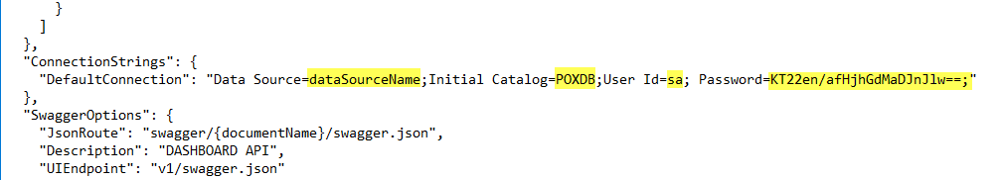 }
]
},
"ConnectionStrings": {
"DefaultConnection": "Data Source=dataSourceName;Initial Catalog=POXDB;User Id=sa; Password=KT22en/afHjhGdMaDJnJlw==;"
},
"SwaggerOptions": {
"JsonRoute": "swagger/{documentName}/swagger.json",
"Description": "DASHBOARD API",
"UIEndpoint": "v1/swagger.json"